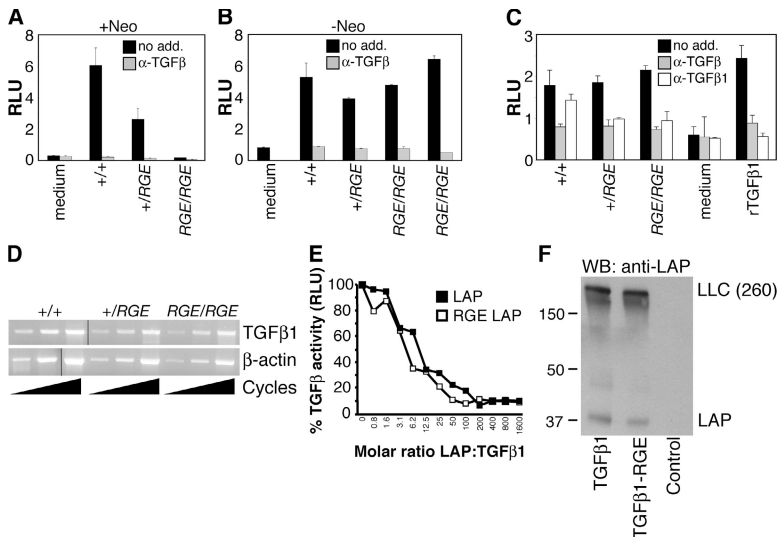 A
+Neo
8
6
4
2
0
RLU
no add.
α-TGFβ
medium
+/+
+/RGE
RGE/RGE
B
-Neo
8
6
4
2
0
RLU
no add.
α-TGFβ
medium
+/+
+/RGE
RGE/RGE
RGE/RGE
C
3
2
1
0
RLU
no add.
α-TGFβ
α-TGFβ1
+/+
+/RGE
RGE/RGE
medium
rTGFβ1
D
+/+ +/RGE RGE/RGE
TGFβ1
β-actin
Cycles
E
100
80
60
40
20
0
% TGFβ activity (RLU)
LAP
RGE LAP
0 0.8 1.6 3.1 6.2 12.5 25 50 100 200 400 800 1600
Molar ratio LAP:TGFβ1
F
WB: anti-LAP
LLC (260)
150
50
37
LAP
TGFβ1
TGFβ1-RGE
Control